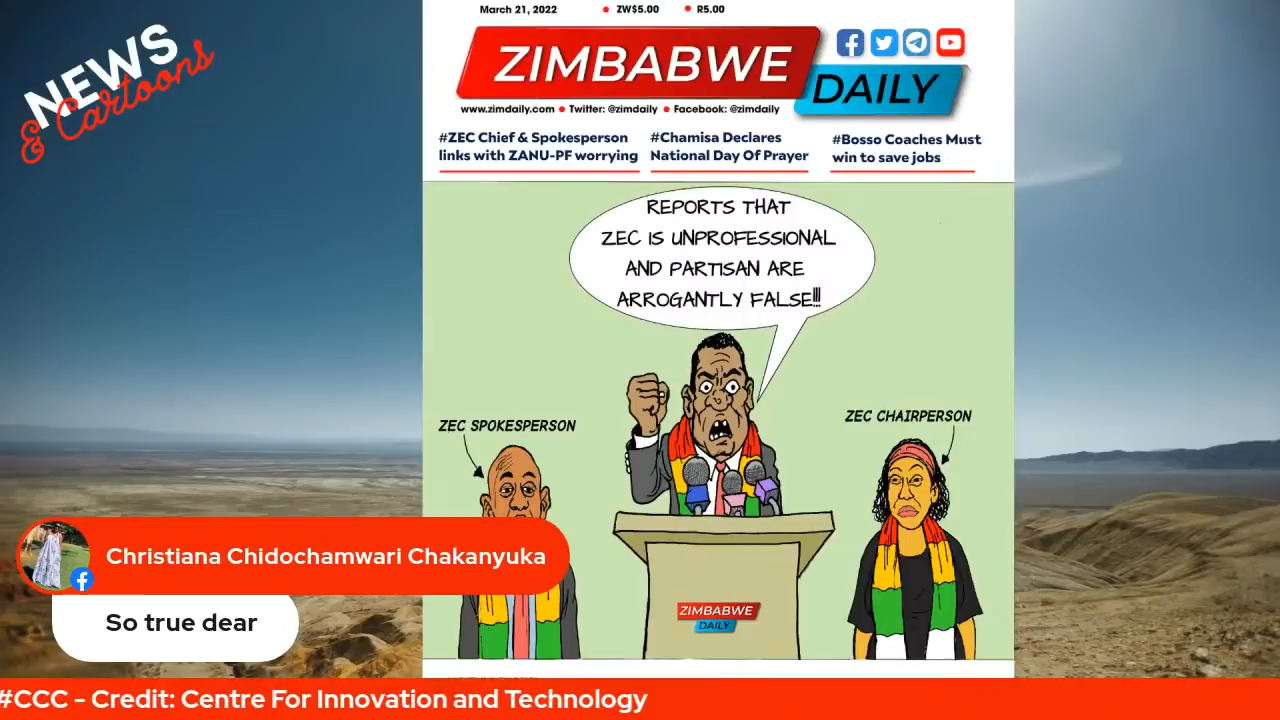 NEWS
& Cartoons
March 21, 2022 • ZW$5.00 • R5.00
ZIMBABWE
DAILY
www.zimdaily.com • Twitter: @zimdaily • Facebook: @zimdaily
#ZEC Chief & Spokesperson
links with ZANU-PF worrying
#Chamisa Declares
National Day Of Prayer
#Bosso Coaches Must
win to save jobs
REPORTS THAT
ZEC IS UNPROFESSIONAL
AND PARTISAN ARE
ARROGANTLY FALSE!!!
ZEC SPOKESPERSON
ZEC CHAIRPERSON
ZIMBABWE
DAILY
Christiana Chidochamwari Chakanyuka
So true dear
#CCC - Credit: Centre For Innovation and Technology